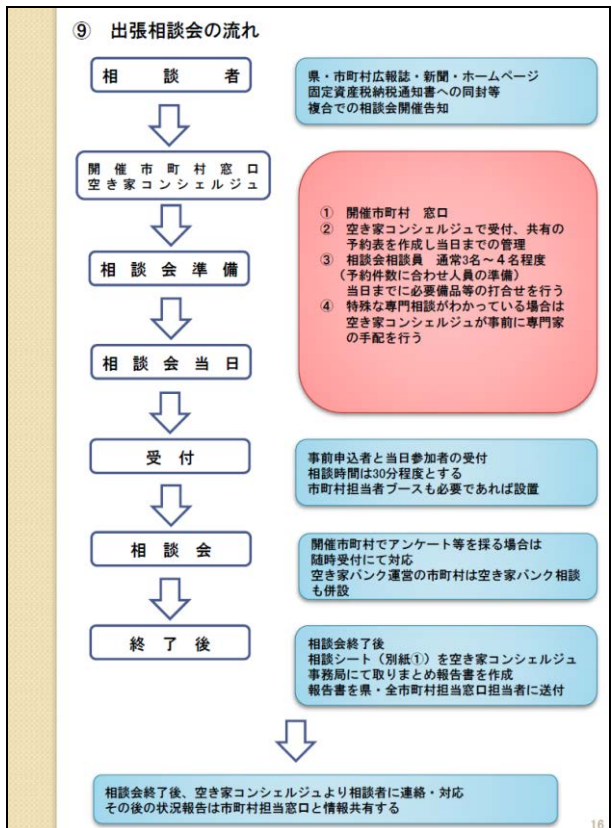 ⑨ 出張相談会の流れ
相談者
県・市町村広報誌・新聞・ホームページ
固定資産税納税通知書への同封等
複合での相談会開催告知
開催市町村窓口
空き家コンシェルジュ
① 開催市町村 窓口
② 空き家コンシェルジュで受付、共有の
予約表を作成し当日までの管理
③ 相談会相談員 通常3名～4名程度
(予約件数に合わせ人員の準備)
当日までに必要備品等の打合せを行う
④ 特殊な専門相談がわかっている場合は
空き家コンシェルジュが事前に専門家
の手配を行う
相談会準備
相談会当日
受付
事前申込者と当日参加者の受付
相談時間は30分程度とする
市町村担当者ブースも必要であれば設置
相談会
開催市町村でアンケート等を採る場合は
随時受付にて対応
空き家バンク運営の市町村は空き家バンク相談
も併設
終了後
相談会終了後
相談シート（別紙①）を空き家コンシェルジュ
事務局にて取りまとめ報告書を作成
報告書を県・全市町村担当窓口担当者に送付
相談会終了後、空き家コンシェルジュより相談者に連絡・対応
その後の状況報告は市町村担当窓口と情報共有する
16